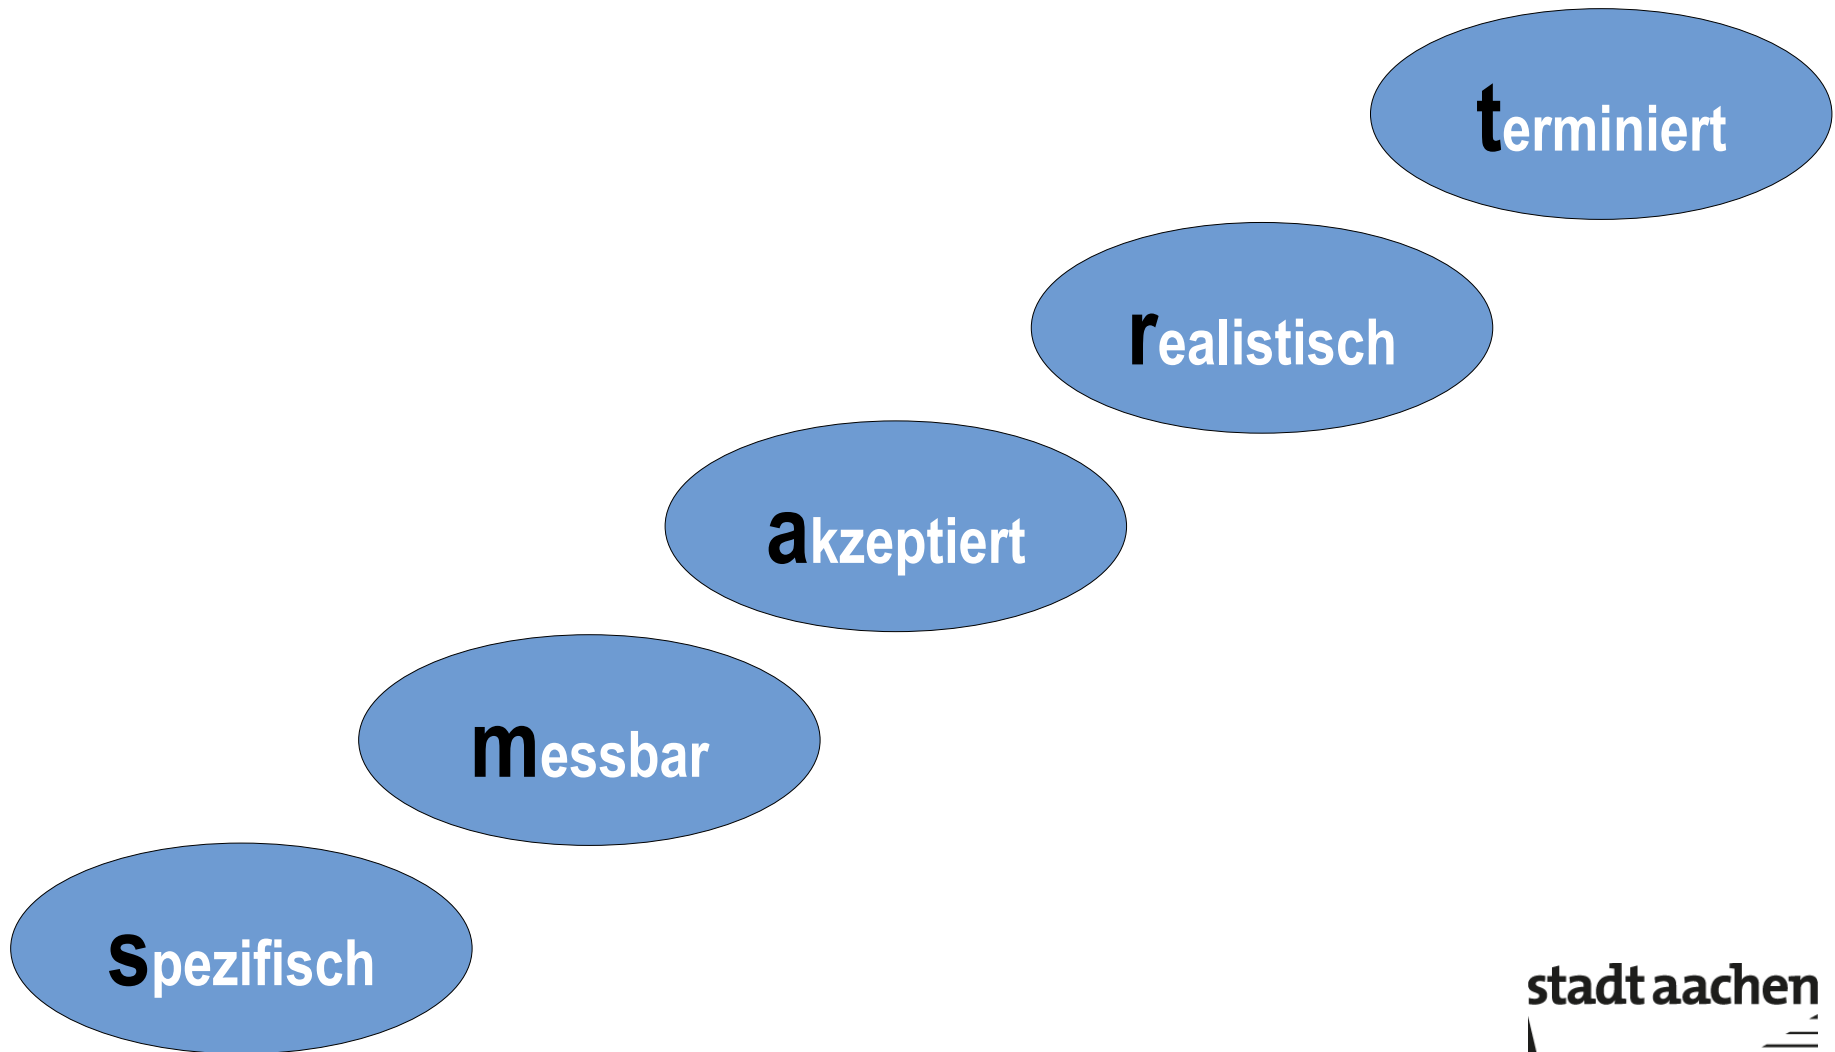 terminiert
realistisch
akzeptiert
messbar
spezifisch
stadt aachen